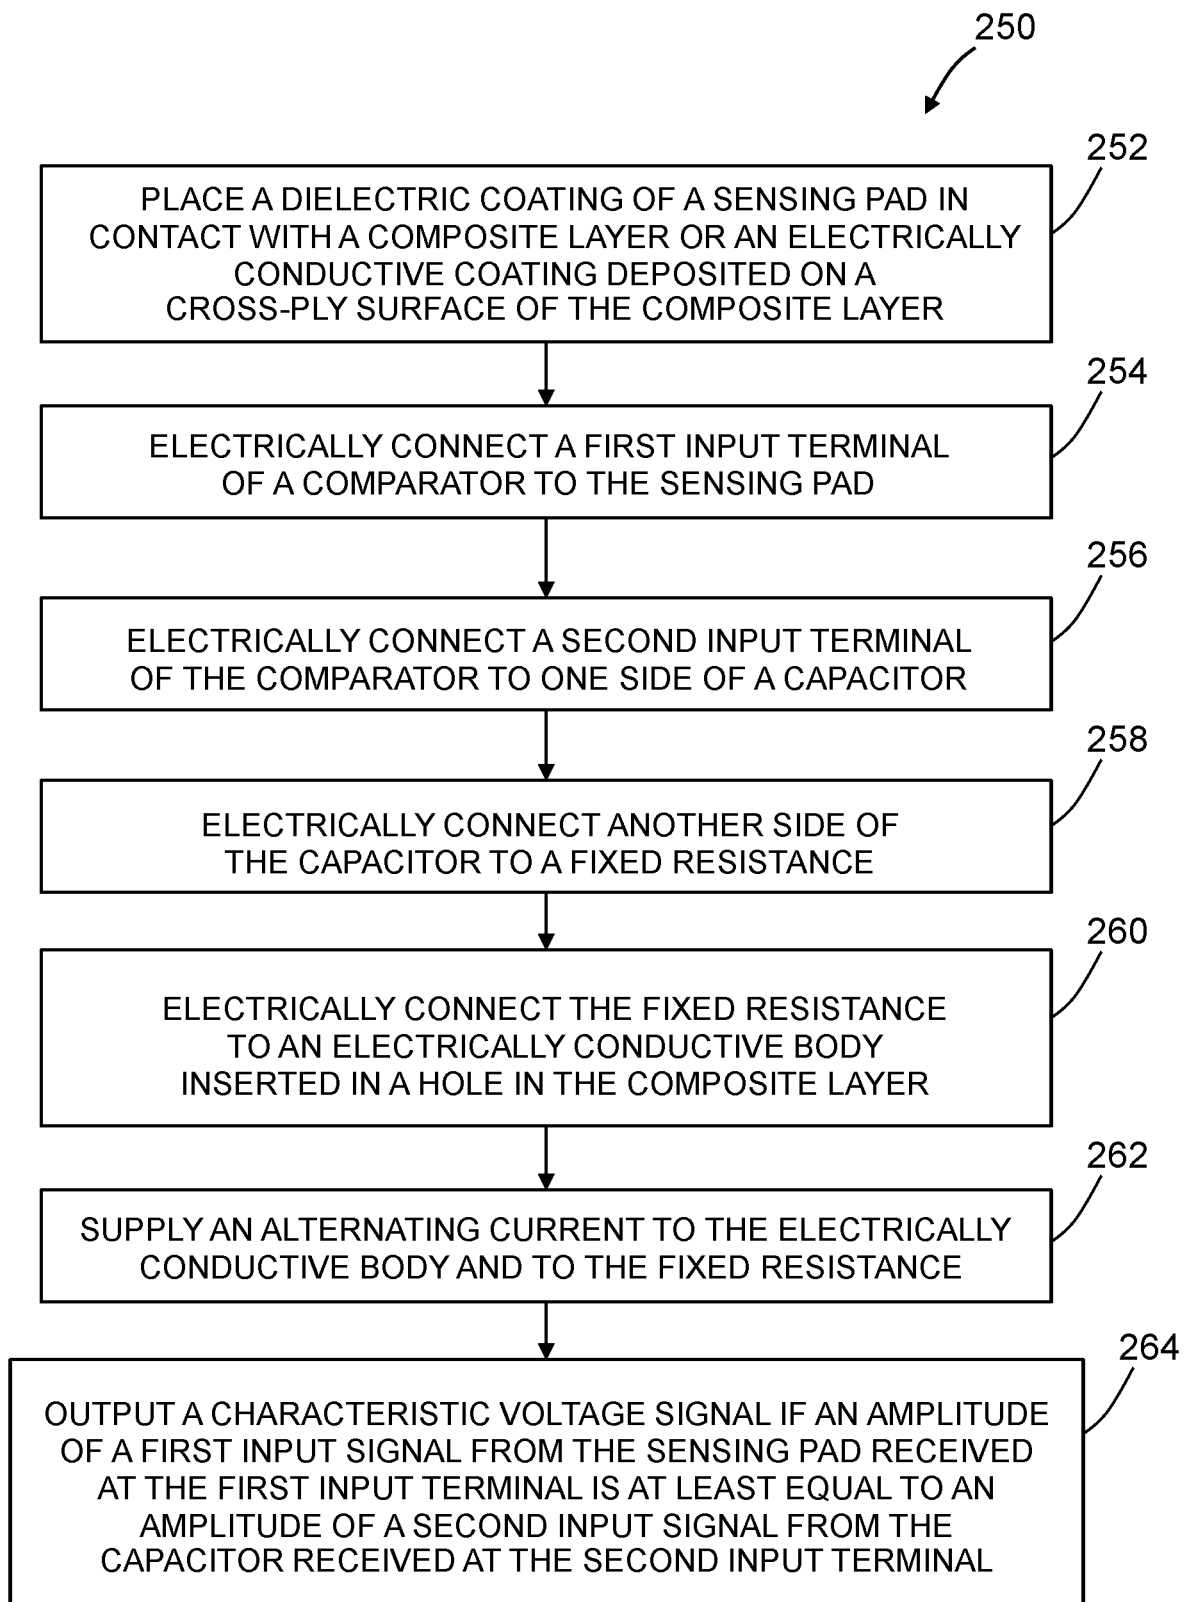 250
252
PLACE A DIELECTRIC COATING OF A SENSING PAD IN
CONTACT WITH A COMPOSITE LAYER OR AN ELECTRICALLY
CONDUCTIVE COATING DEPOSITED ON A
CROSS-PLY SURFACE OF THE COMPOSITE LAYER
254
ELECTRICALLY CONNECT A FIRST INPUT TERMINAL
OF A COMPARATOR TO THE SENSING PAD
256
ELECTRICALLY CONNECT A SECOND INPUT TERMINAL
OF THE COMPARATOR TO ONE SIDE OF A CAPACITOR
258
ELECTRICALLY CONNECT ANOTHER SIDE OF
THE CAPACITOR TO A FIXED RESISTANCE
260
ELECTRICALLY CONNECT THE FIXED RESISTANCE
TO AN ELECTRICALLY CONDUCTIVE BODY
INSERTED IN A HOLE IN THE COMPOSITE LAYER
262
SUPPLY AN ALTERNATING CURRENT TO THE ELECTRICALLY
CONDUCTIVE BODY AND TO THE FIXED RESISTANCE
264
OUTPUT A CHARACTERISTIC VOLTAGE SIGNAL IF AN AMPLITUDE
OF A FIRST INPUT SIGNAL FROM THE SENSING PAD RECEIVED
AT THE FIRST INPUT TERMINAL IS AT LEAST EQUAL TO AN
AMPLITUDE OF A SECOND INPUT SIGNAL FROM THE
CAPACITOR RECEIVED AT THE SECOND INPUT TERMINAL